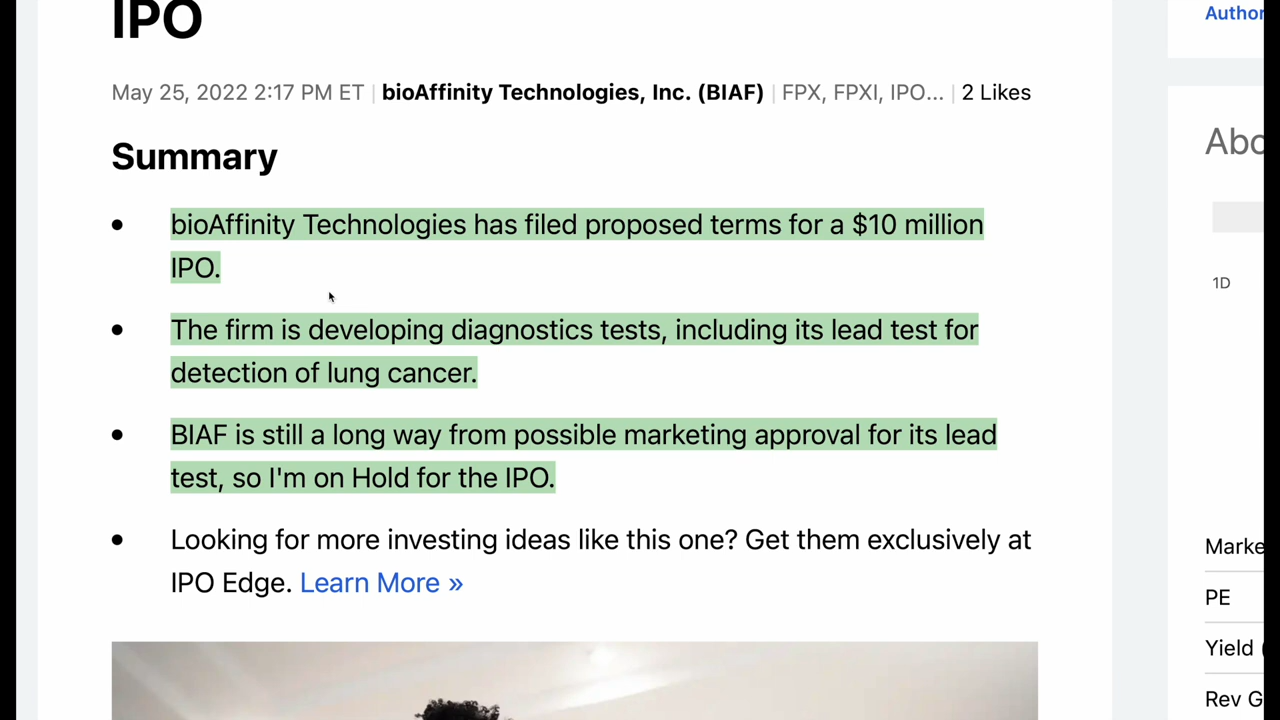 IPO
Author
May 25, 2022 2:17 PM ET | bioAffinity Technologies, Inc. (BIAF) | FPX, FPXI, IPO... | 2 Likes
Summary
• bioAffinity Technologies has filed proposed terms for a $10 million
IPO.
• The firm is developing diagnostics tests, including its lead test for
detection of lung cancer.
• BIAF is still a long way from possible marketing approval for its lead
test, so I'm on Hold for the IPO.
• Looking for more investing ideas like this one? Get them exclusively at
IPO Edge. Learn More »
Abo
1D
Marke
PE
Yield
Rev G